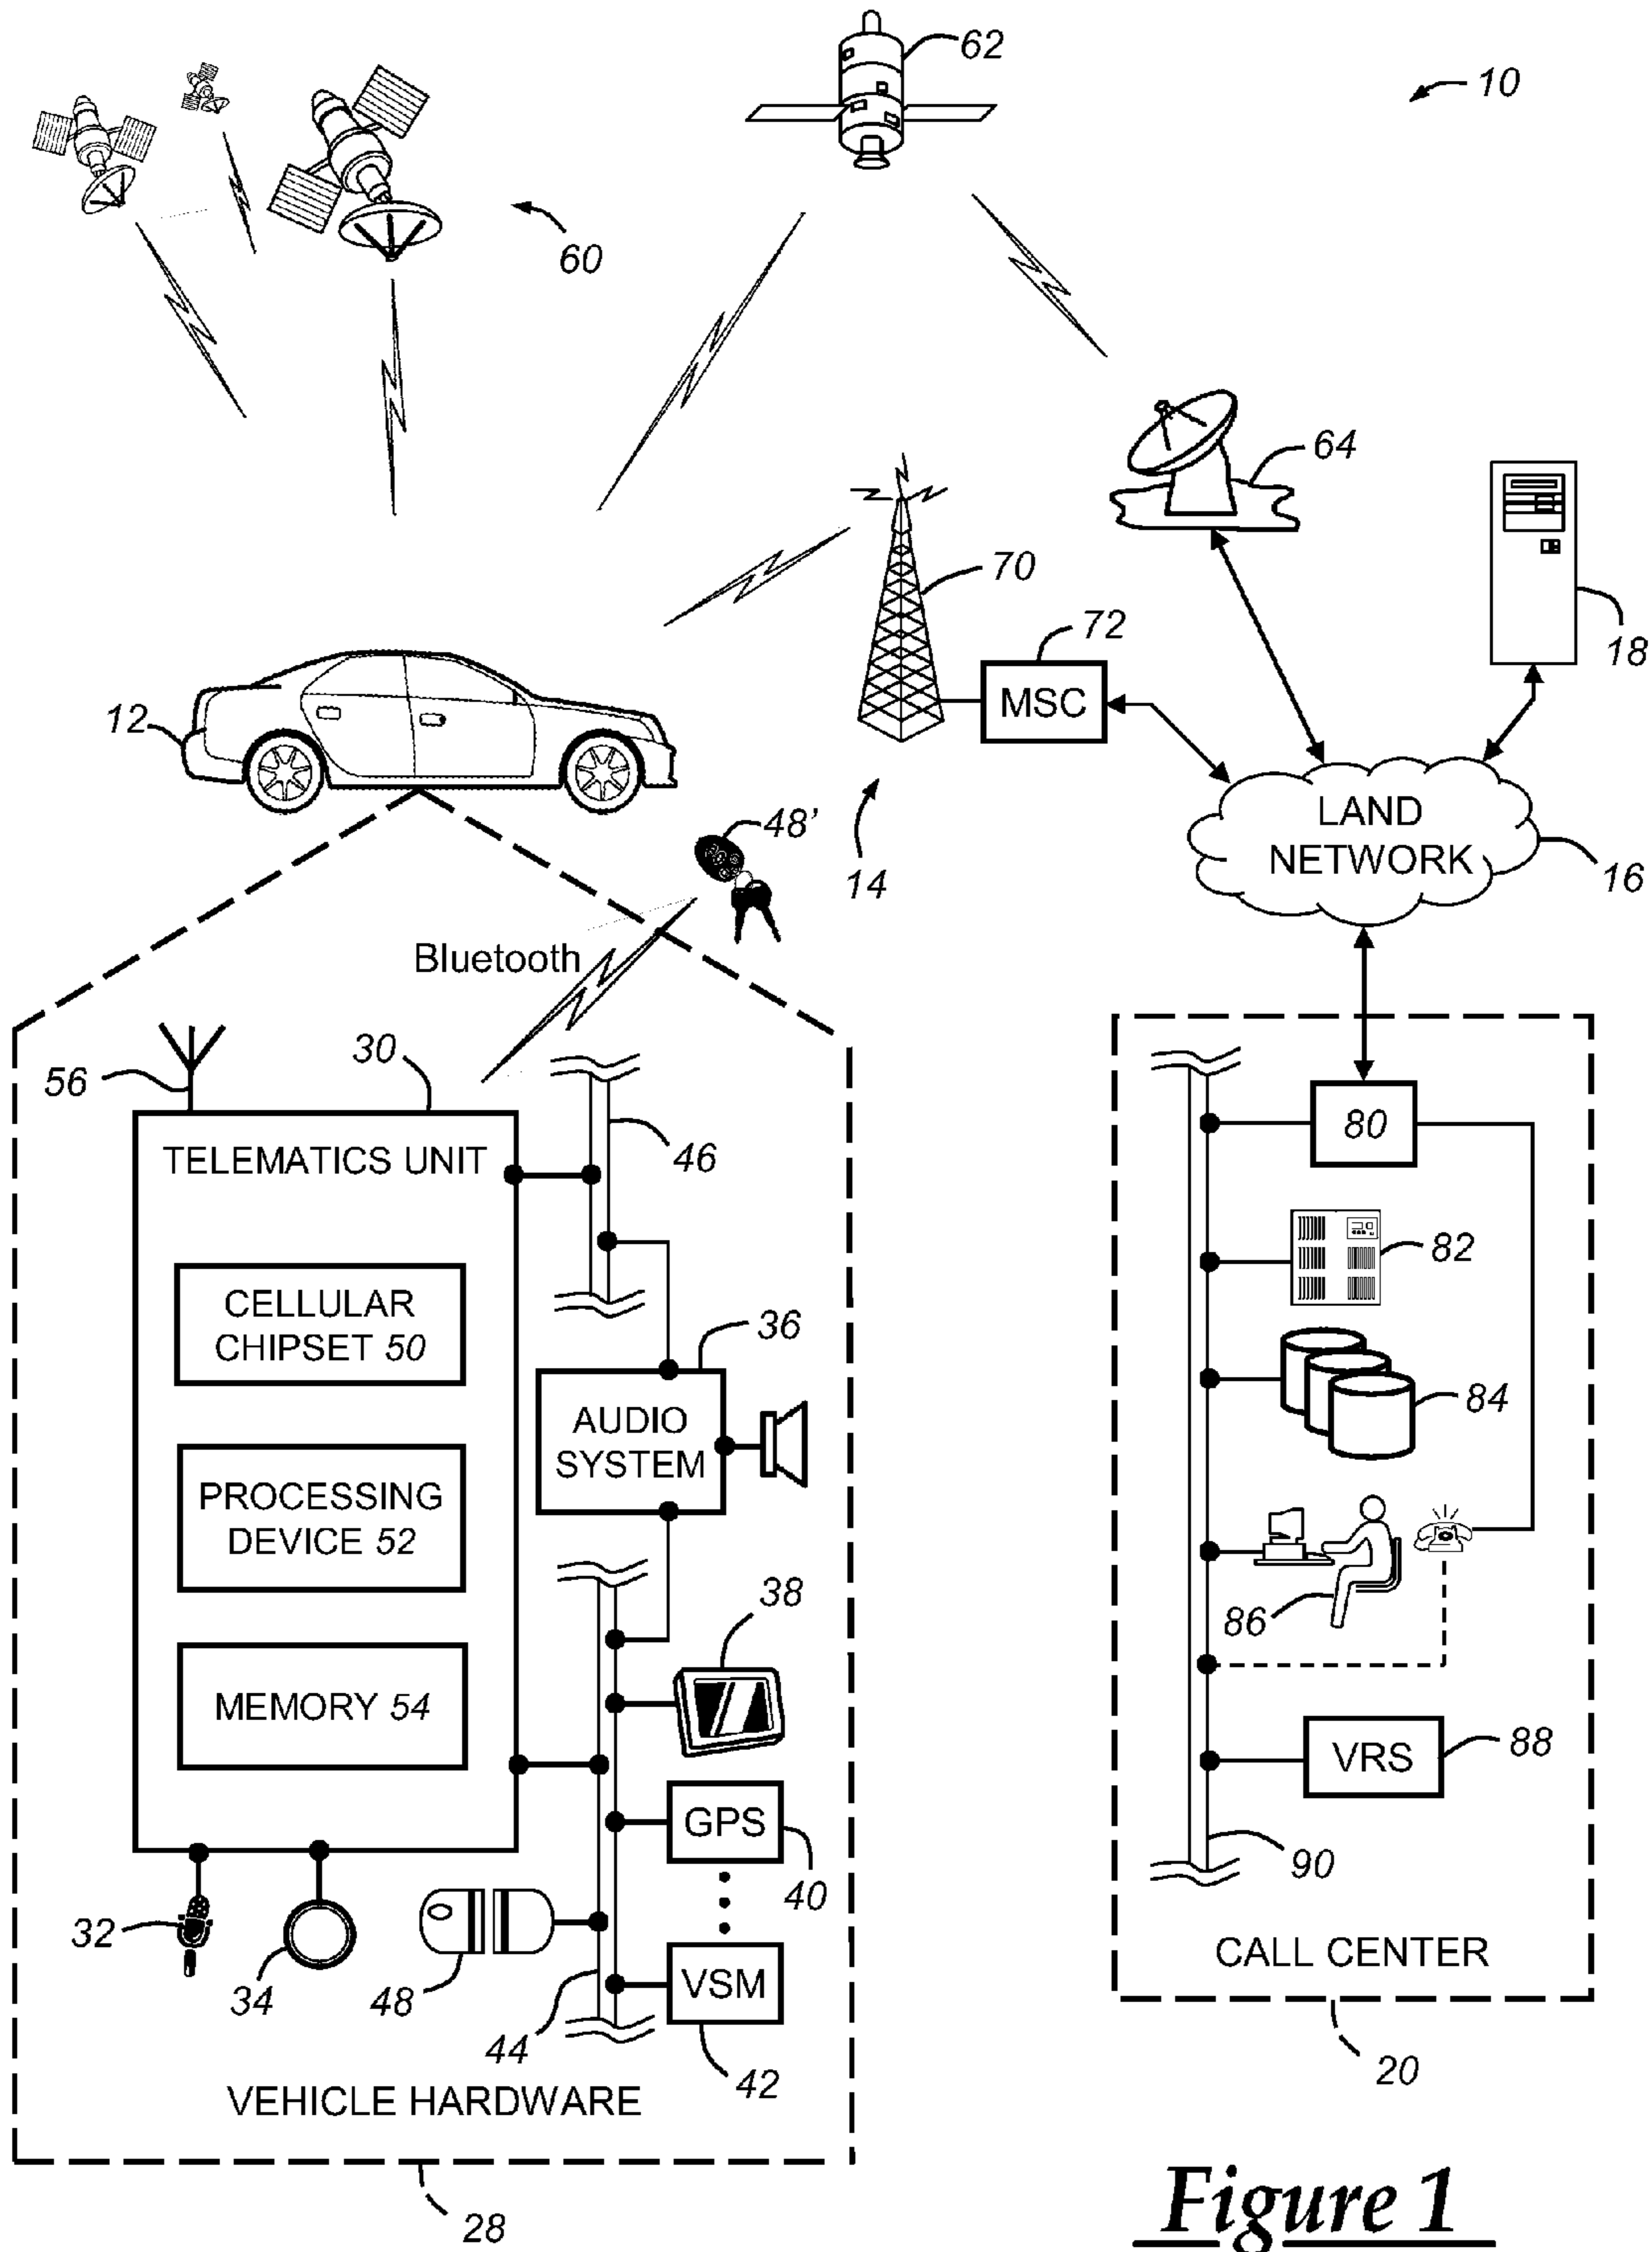 62
10
60
64
70
72
18
MSC
12
LAND
NETWORK
48'
14
16
Bluetooth
30
56
TELEMATICS UNIT
46
80
82
CELLULAR
CHIPSET 50
36
AUDIO
SYSTEM
84
PROCESSING
DEVICE 52
38
86
MEMORY 54
VRS
88
GPS
40
90
32
34
48
VSM
CALL CENTER
44
42
20
VEHICLE HARDWARE
28
Figure 1